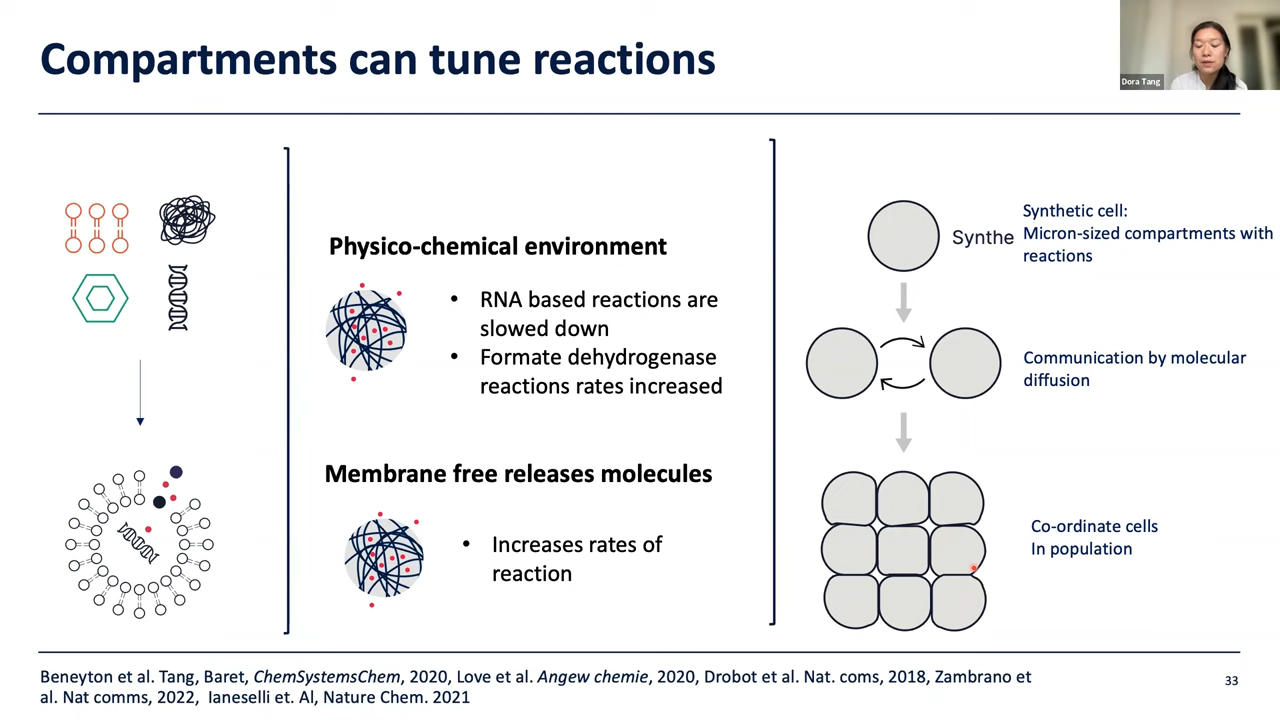 Compartments can tune reactions
Dora Tang
Physico-chemical environment
• RNA based reactions are
slowed down
• Formate dehydrogenase
reactions rates increased
Membrane free releases molecules
• Increases rates of
reaction
Synthe
Synthetic cell:
Micron-sized compartments with
reactions
Communication by molecular
diffusion
Co-ordinate cells
In population
Beneyton et al. Tang, Baret, ChemSystemsChem, 2020, Love et al. Angew chemie, 2020, Drobot et al. Nat. coms, 2018, Zambrano et
al. Nat comms, 2022, Ianeselli et. Al, Nature Chem. 2021
33